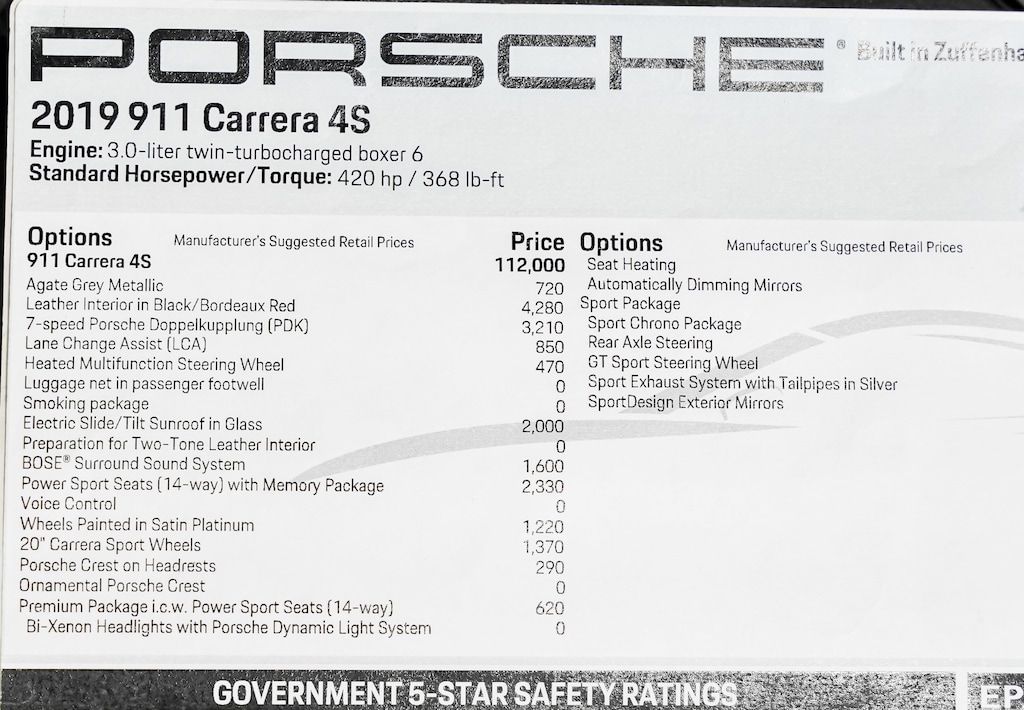 PORSCHE® Built in Zuffenha
2019 911 Carrera 4S
Engine: 3.0-liter twin-turbocharged boxer 6
Standard Horsepower/Torque: 420 hp / 368 lb-ft
Options Manufacturer's Suggested Retail Prices Price
911 Carrera 4S 112,000
Agate Grey Metallic 720
Leather Interior in Black/Bordeaux Red 4,280
7-speed Porsche Doppelkupplung (PDK) 3,210
Lane Change Assist (LCA) 850
Heated Multifunction Steering Wheel 470
Luggage net in passenger footwell 0
Smoking package 0
Electric Slide/Tilt Sunroof in Glass 2,000
Preparation for Two-Tone Leather Interior 0
BOSE® Surround Sound System 1,600
Power Sport Seats (14-way) with Memory Package 2,330
Voice Control 0
Wheels Painted in Satin Platinum 1,220
20" Carrera Sport Wheels 1,370
Porsche Crest on Headrests 290
Ornamental Porsche Crest 0
Premium Package i.c.w. Power Sport Seats (14-way) 620
Bi-Xenon Headlights with Porsche Dynamic Light System 0
Options Manufacturer's Suggested Retail Prices
Seat Heating
Automatically Dimming Mirrors
Sport Package
Sport Chrono Package
Rear Axle Steering
GT Sport Steering Wheel
Sport Exhaust System with Tailpipes in Silver
SportDesign Exterior Mirrors
GOVERNMENT 5-STAR SAFETY RATINGS
EP